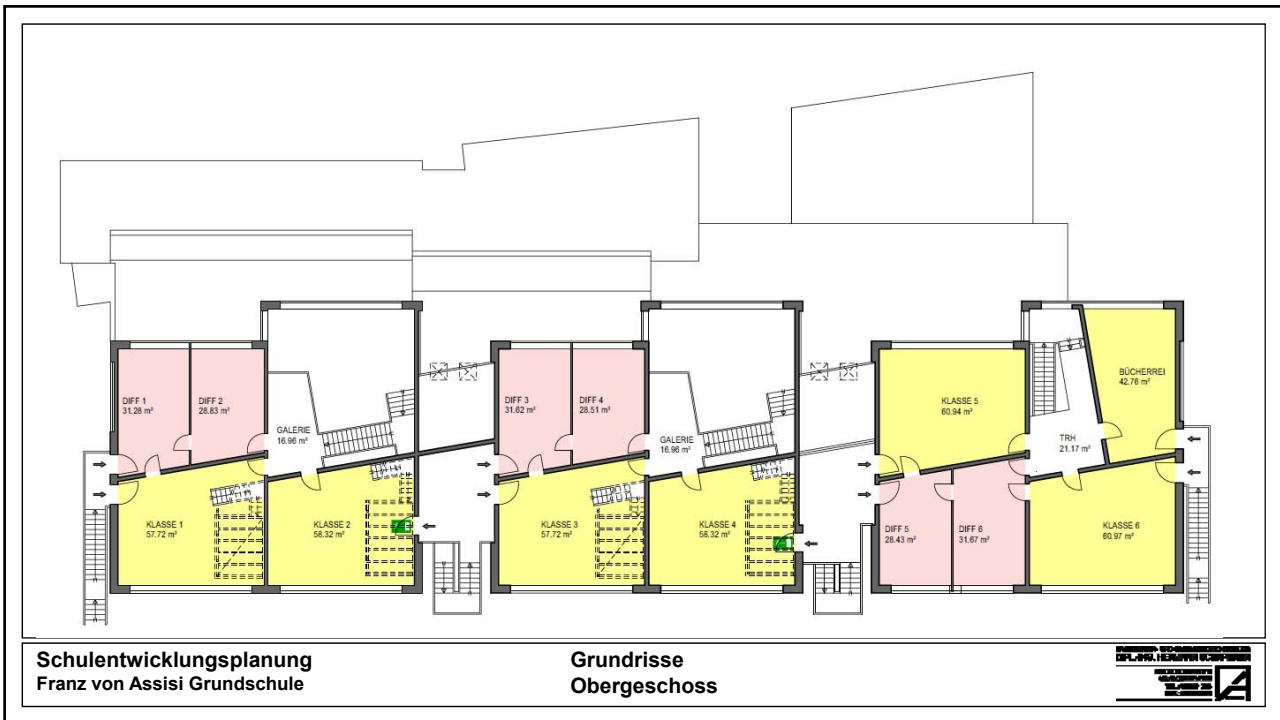 DIFF 1
31.28 m²
DIFF 2
28.83 m²
GALERIE
16.96 m²
DIFF 3
31.62 m²
DIFF 4
28.51 m²
GALERIE
16.96 m²
KLASSE 5
60.94 m²
TRH
21.17 m²
BÜCHERREI
42.76 m²
KLASSE 1
57.72 m²
KLASSE 2
58.32 m²
KLASSE 3
57.72 m²
KLASSE 4
58.32 m²
DIFF 5
28.43 m²
DIFF 6
31.67 m²
KLASSE 6
60.97 m²
Schulentwicklungsplanung
Franz von Assisi Grundschule
Grundrisse
Obergeschoss